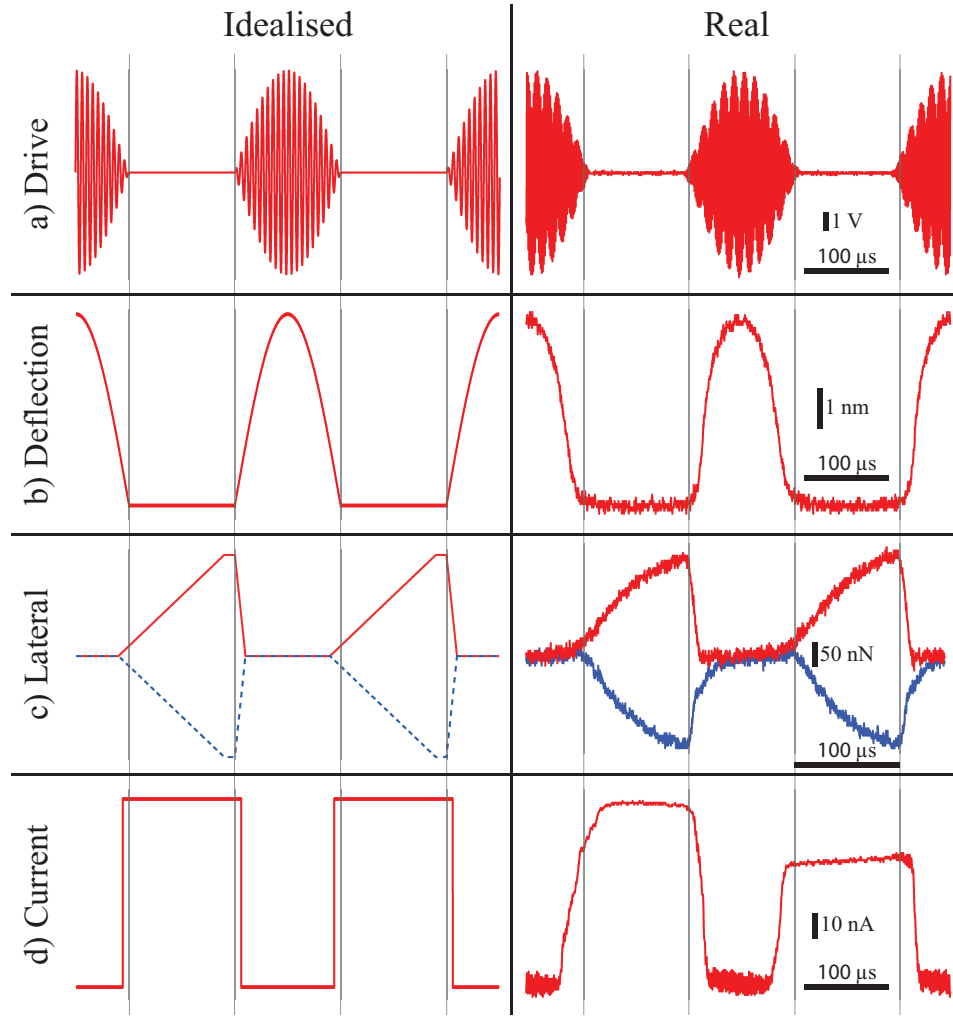 Idealised
Real
a) Drive
1 V
100 μs
b) Deflection
1 nm
100 μs
c) Lateral
50 nN
100 μs
d) Current
10 nA
100 μs